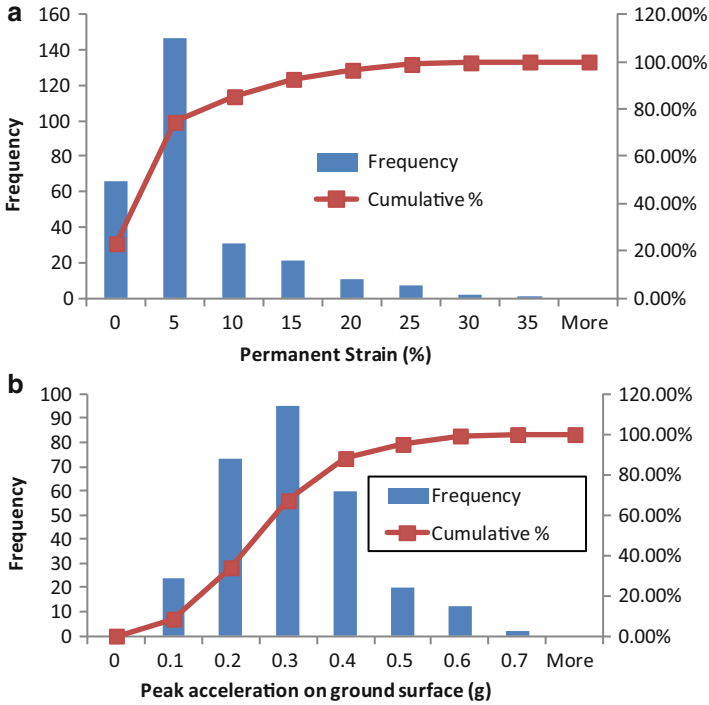 a
160 120.00%
140 100.00%
120
100 80.00%
80 60.00%
60 40.00%
40 20.00%
20
0 0.00%
Frequency
Frequency
Cumulative %
0 5 10 15 20 25 30 35 More
Permanent Strain (%)
b
100 120.00%
90 100.00%
80
70 80.00%
60
50 60.00%
40 40.00%
30
20 20.00%
10
0 0.00%
Frequency
Frequency
Cumulative %
0 0.1 0.2 0.3 0.4 0.5 0.6 0.7 More
Peak acceleration on ground surface (g)